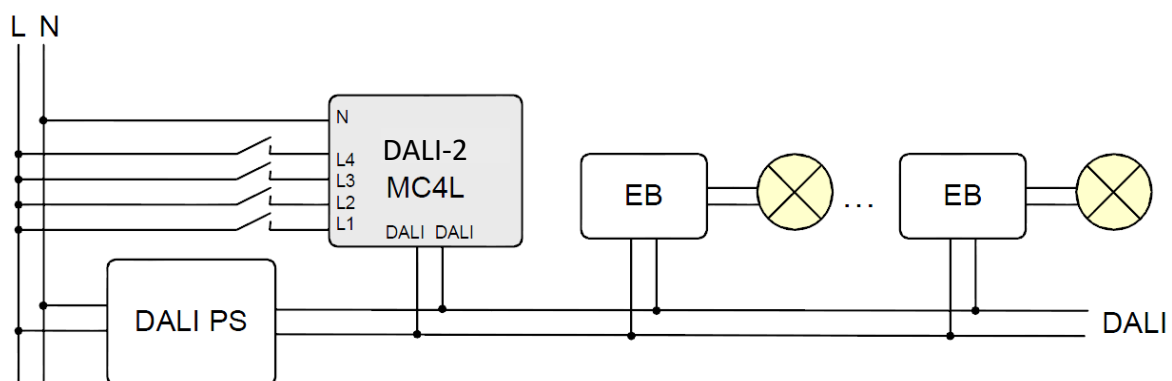 L N
N
DALI-2
MC4L
L4
L3
L2
L1
DALI DALI
EB
...
EB
DALI PS
DALI